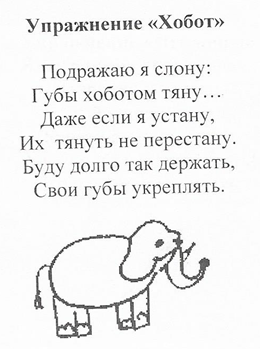 Упражнение «Хобот»
Подражаю я слону:
Губы хоботом тяну…
Даже если я устану,
Их тянуть не перестану.
Буду долго так держать,
Свои губы укреплять.